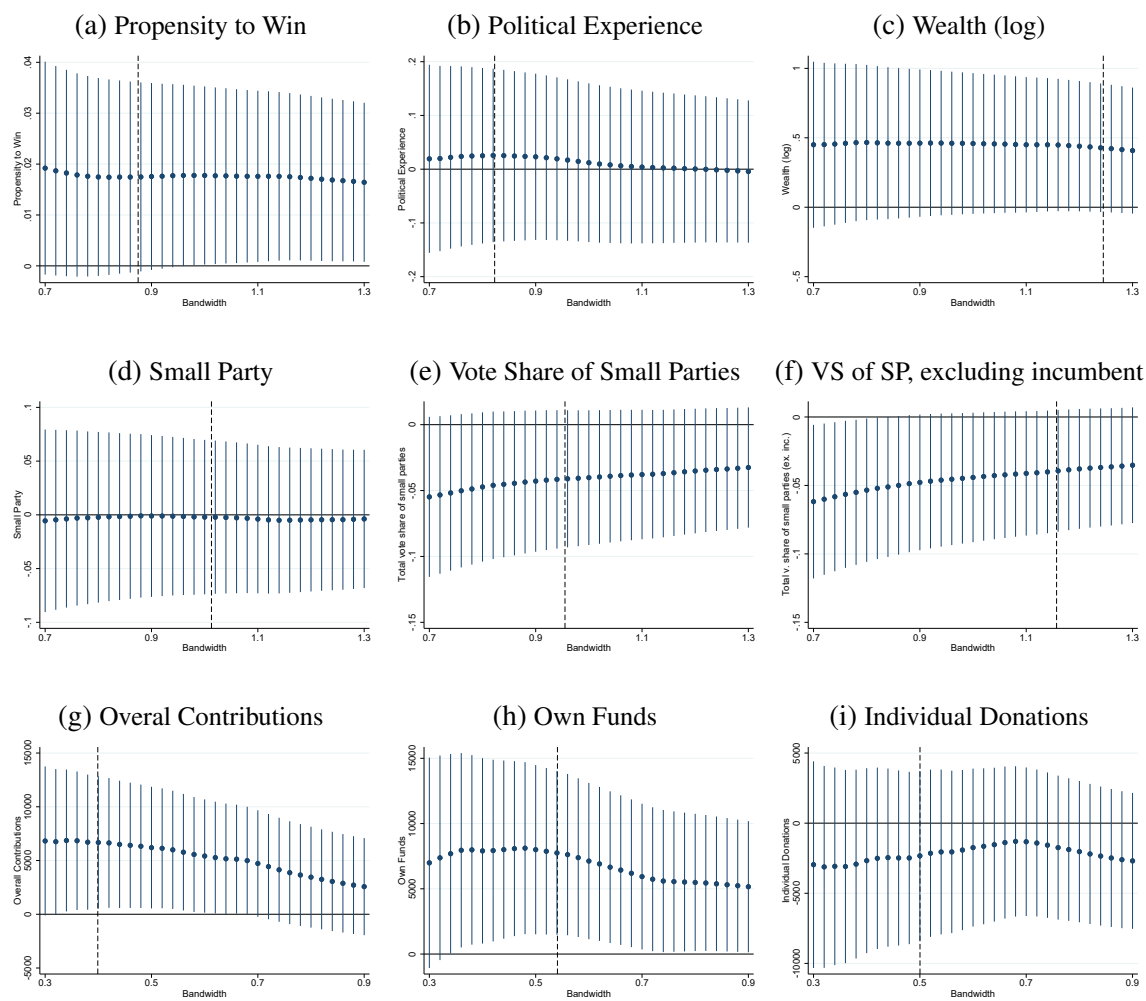 (a) Propensity to Win
(b) Political Experience
(c) Wealth (log)
Propensity to Win
.04
.03
.02
.01
0
0.7 0.9 1.1 1.3
Bandwidth
Political Experience
.2
.1
0
-.1
-.2
0.7 0.9 1.1 1.3
Bandwidth
Wealth (log)
1
.5
0
-.5
0.7 0.9 1.1 1.3
Bandwidth
(d) Small Party
(e) Vote Share of Small Parties
(f) VS of SP, excluding incumbent
Small Party
.1
.05
0
-.05
-.1
0.7 0.9 1.1 1.3
Bandwidth
Total vote share of small parties
0
-.05
-.1
-.15
0.7 0.9 1.1 1.3
Bandwidth
Total v. share of small parties (ex. inc.)
0
-.05
-.1
-.15
0.7 0.9 1.1 1.3
Bandwidth
(g) Overal Contributions
(h) Own Funds
(i) Individual Donations
Overall Contributions
15000
10000
5000
0
-5000
0.3 0.5 0.7 0.9
Bandwidth
Own Funds
15000
10000
5000
0
0.3 0.5 0.7 0.9
Bandwidth
Individual Donations
5000
0
-5000
-10000
0.3 0.5 0.7 0.9
Bandwidth